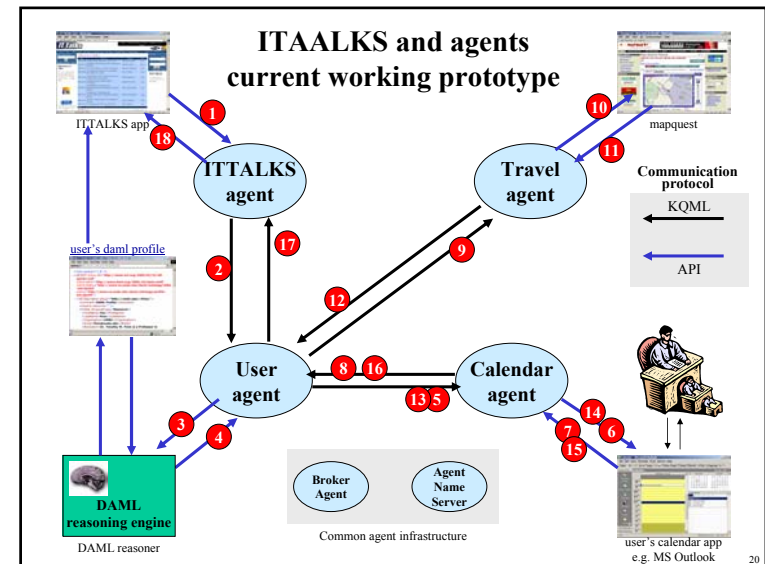 ITAALKS and agents
current working prototype
IT Talks
ITTALKS app
1
18
ITTALKS
agent
10
11
mapquest
Travel
agent
Communication
protocol
KQML
API
user's daml profile
2
17
9
12
User
agent
8
16
13
5
Calendar
agent
14
7
6
15
3
4
DAML
reasoning engine
DAML reasoner
Broker
Agent
Agent
Name
Server
Common agent infrastructure
user's calendar app
e.g. MS Outlook
20